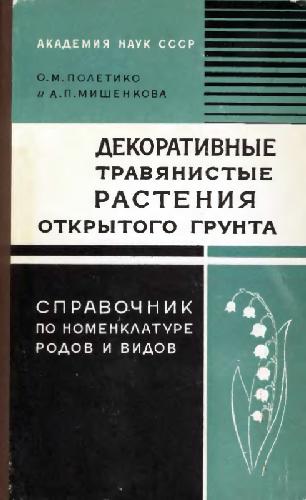 АКАДЕМИЯ НАУК СССР
О.М.ПОЛЕТИКО
и А.П.МИШЕНКОВА
ДЕКОРАТИВНЫЕ
ТРАВЯНИСТЫЕ
РАСТЕНИЯ
ОТКРЫТОГО ГРУНТА
СПРАВОЧНИК
ПО НОМЕНКЛАТУРЕ
РОДОВ И ВИДОВ